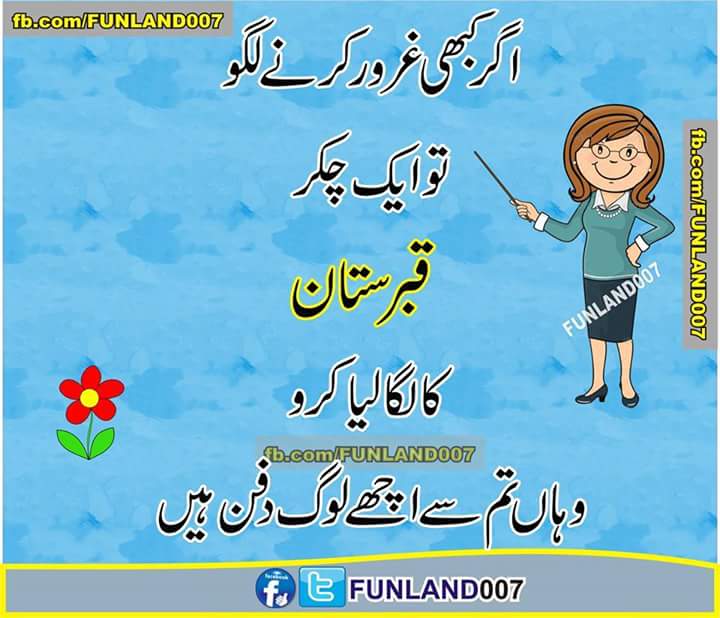 fb.com/FUNLAND007
اگر کبھی غرور کرنے لگو
تو ایک چکر
fb.com/FUNLAND007
قبرستان
FUNLAND007
کا لگا لیا کرو
fb.com/FUNLAND007
وہاں تم سے اچھے لوگ دفن ہیں
facebook
FUNLAND007